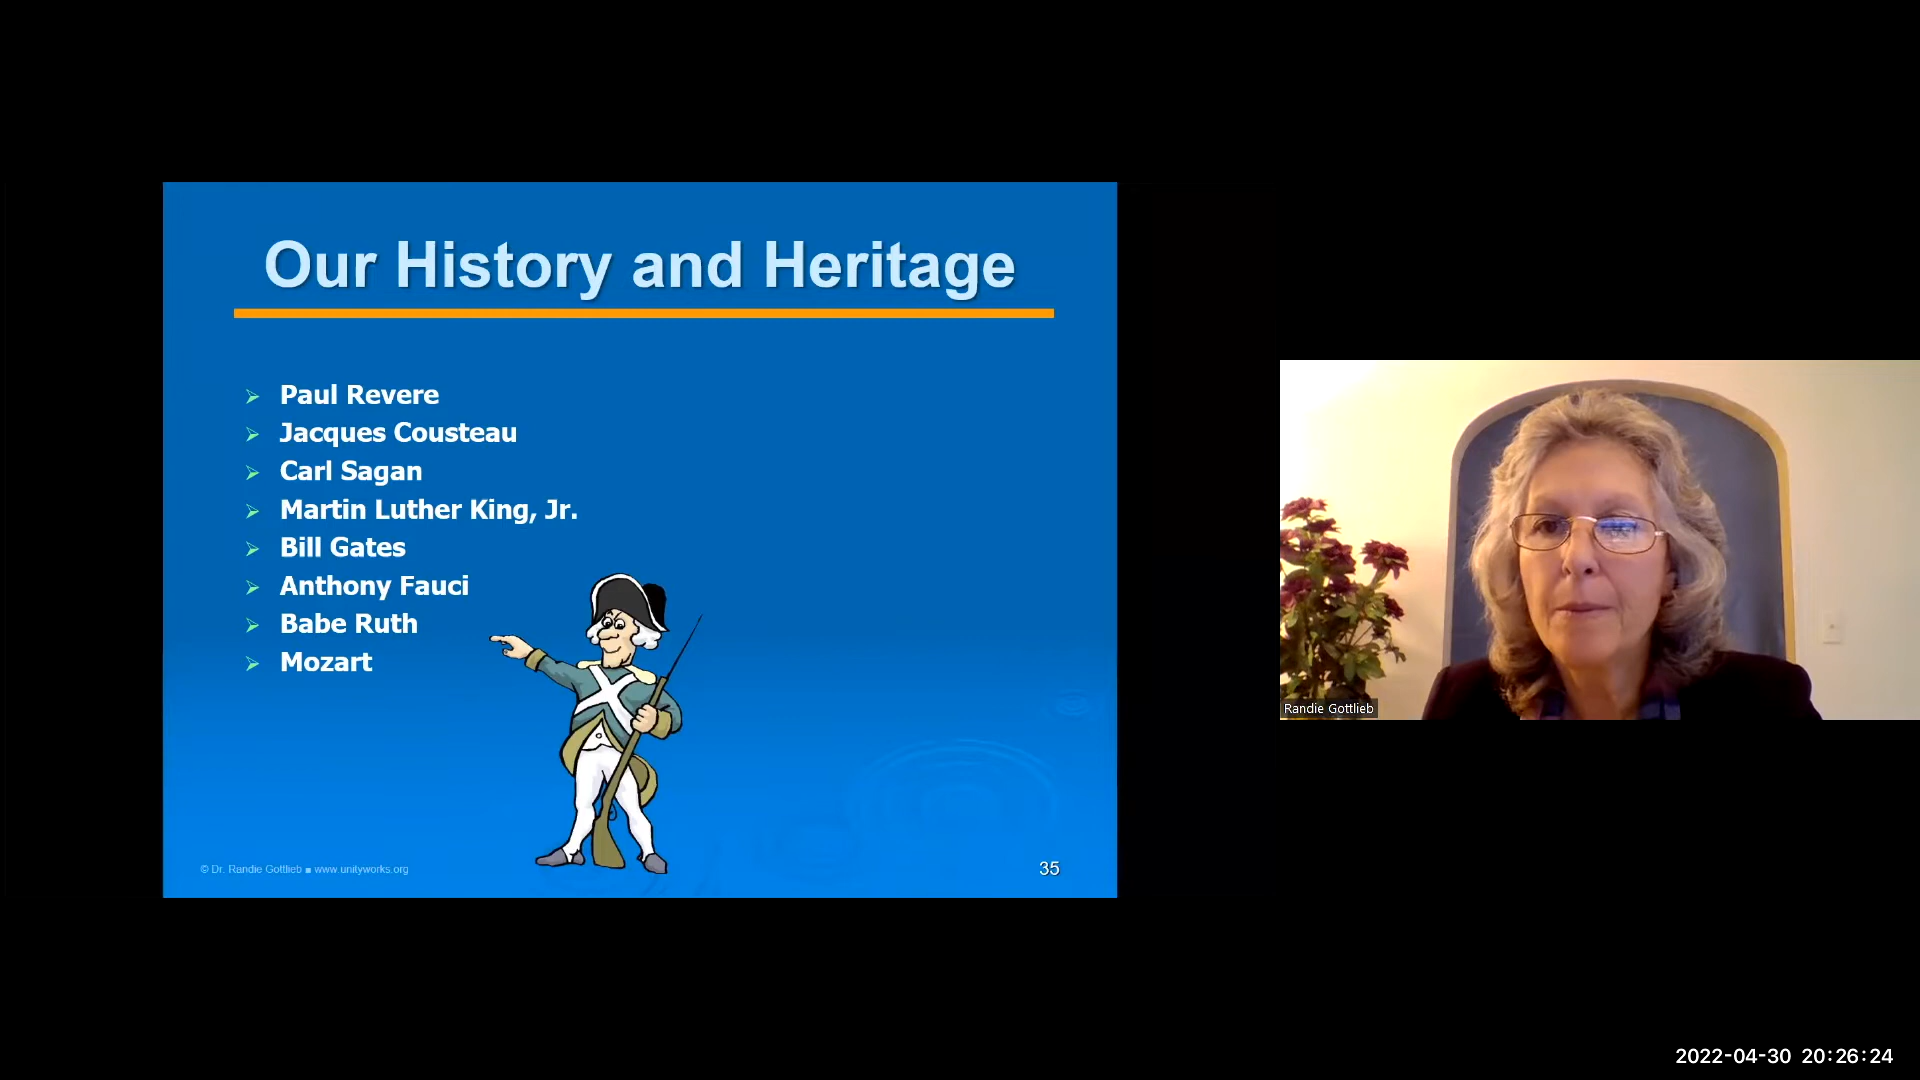 Our History and Heritage
Paul Revere
Jacques Cousteau
Carl Sagan
Martin Luther King, Jr.
Bill Gates
Anthony Fauci
Babe Ruth
Mozart
© Dr. Randie Gottlieb ■ www.unityworks.org
35
Randie Gottlieb
2022-04-30 20:26:24